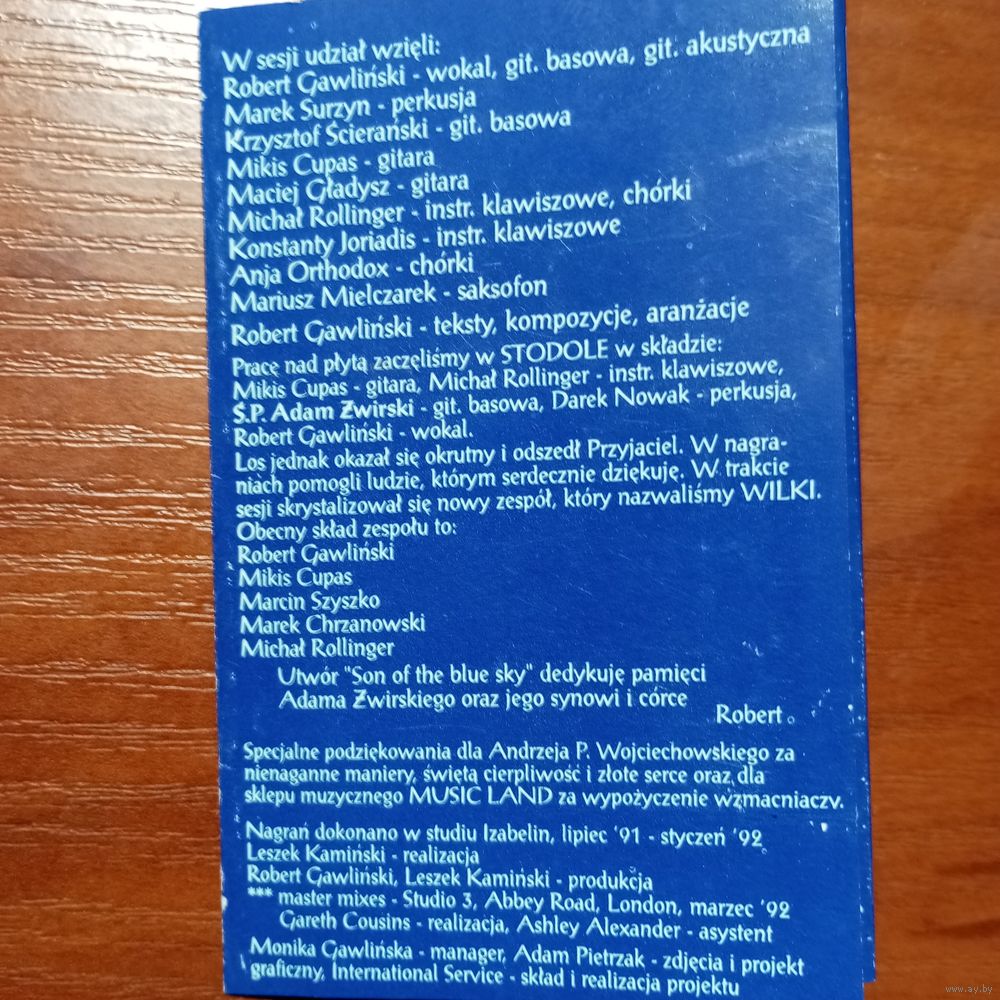 W sesji udział wzięli:
Robert Gawliński - wokal, git. basowa, git. akustyczna
Marek Surzyn - perkusja
Krzysztof Ścierański - git. basowa
Mikis Cupas - gitara
Maciej Gładysz - gitara
Michał Rollinger - instr. klawiszowe, chórki
Konstanty Joriadis - instr. klawiszowe
Anja Orthodox - chórki
Mariusz Mielczarek - saksofon
Robert Gawliński - teksty, kompozycje, aranżacje
Pracę nad płytą zaczęliśmy w STODOLE w składzie:
Mikis Cupas - gitara, Michał Rollinger - instr. klawiszowe,
Ś.P. Adam Żwirski - git. basowa, Darek Nowak - perkusja,
Robert Gawliński - wokal.
Los jednak okazał się okrutny i odszedł Przyjaciel. W nagra-
niach pomogli ludzie, którym serdecznie dziękuję. W trakcie
sesji skrystalizował się nowy zespół, który nazwaliśmy WILKI.
Obecny skład zespołu to:
Robert Gawliński
Mikis Cupas
Marcin Szyszko
Marek Chrzanowski
Michał Rollinger
Utwór "Son of the blue sky" dedykuję pamięci
Adama Żwirskiego oraz jego synowi i córce
Robert
Specjalne podziękowania dla Andrzeja P. Wojciechowskiego za
nienaganne maniery, świętą cierpliwość i złote serce oraz dla
sklepu muzycznego MUSIC LAND za wypożyczenie wzmacniaczy.
Nagrań dokonano w studiu Izabelin, lipiec '91 - styczeń '92
Leszek Kamiński - realizacja
Robert Gawliński, Leszek Kamiński - produkcja
*** master mixes - Studio 3, Abbey Road, London, marzec '92
Gareth Cousins - realizacja, Ashley Alexander - asystent
Monika Gawlińska - manager, Adam Pietrzak - zdjęcia i projekt
graficzny, International Service - skład i realizacja projektu
www.ay.by